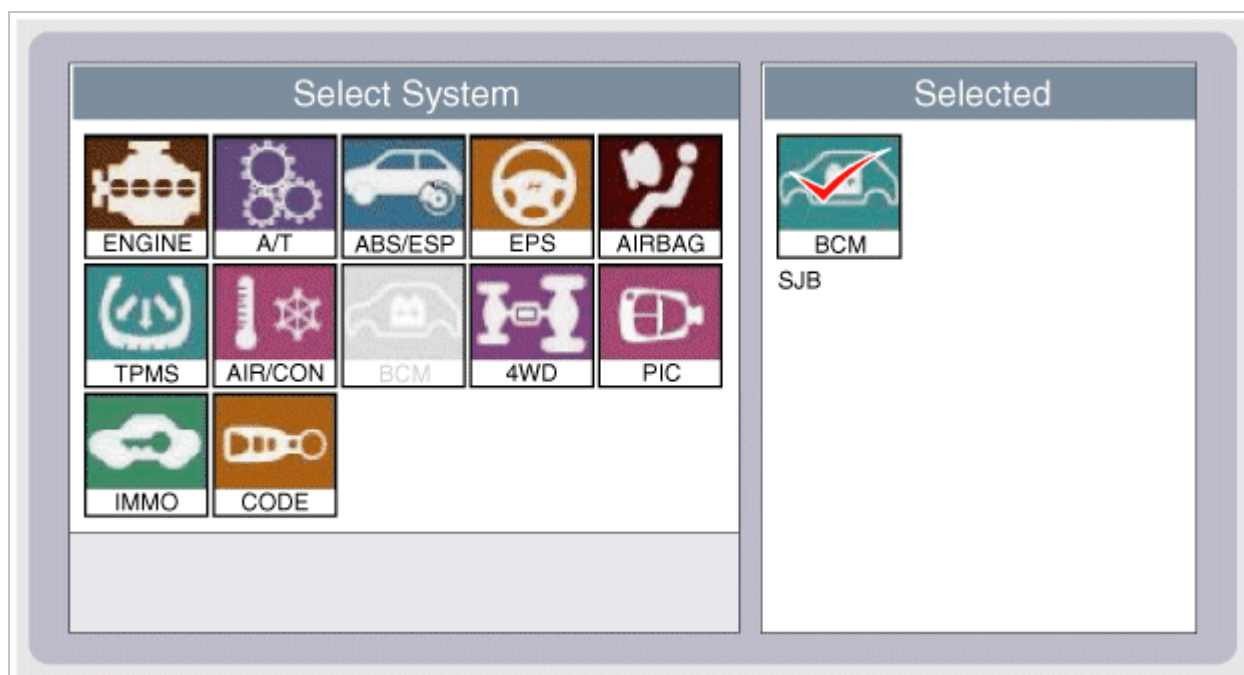 Select System
Selected
ENGINE A/T ABS/ESP EPS AIRBAG
BCM
SJB
TPMS AIR/CON BCM 4WD PIC
IMMO CODE